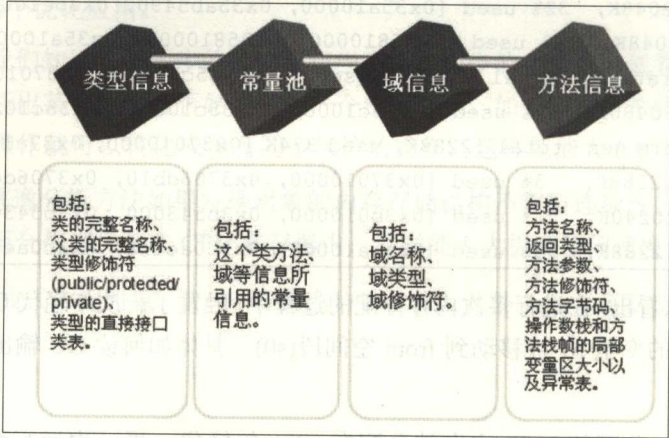 类型信息
常量池
域信息
方法信息
包括：
类的完整名称、
父类的完整名称、
类型修饰符
(public/protected/
private)、
类型的直接接口
类表。
包括：
这个类方法、
域等信息所
引用的常量
信息。
包括：
域名称、
域类型、
域修饰符。
包括：
方法名称、
返回类型、
方法参数、
方法修饰符、
方法字节码、
操作数栈和方
法栈帧的局部
变量区大小以
及异常表。